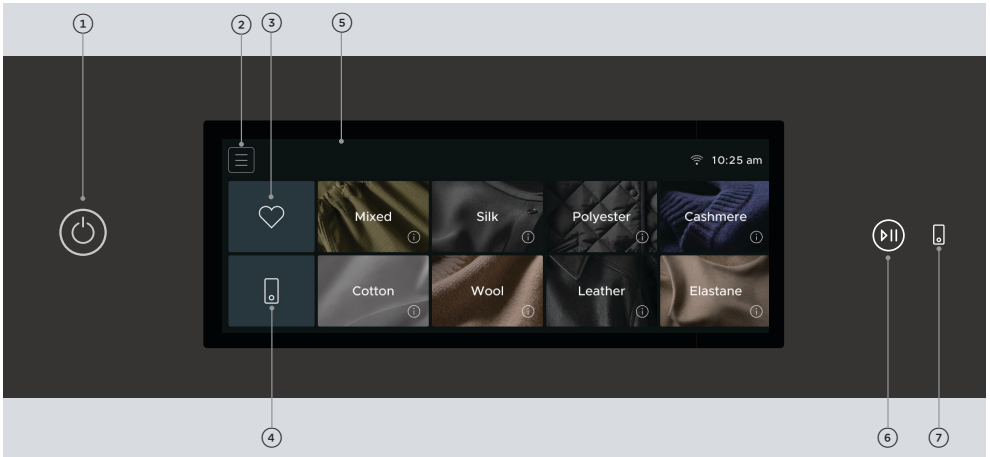 1
2
3
5
10:25 am
Mixed
Silk
Polyester
Cashmere
Cotton
Wool
Leather
Elastane
4
6
7